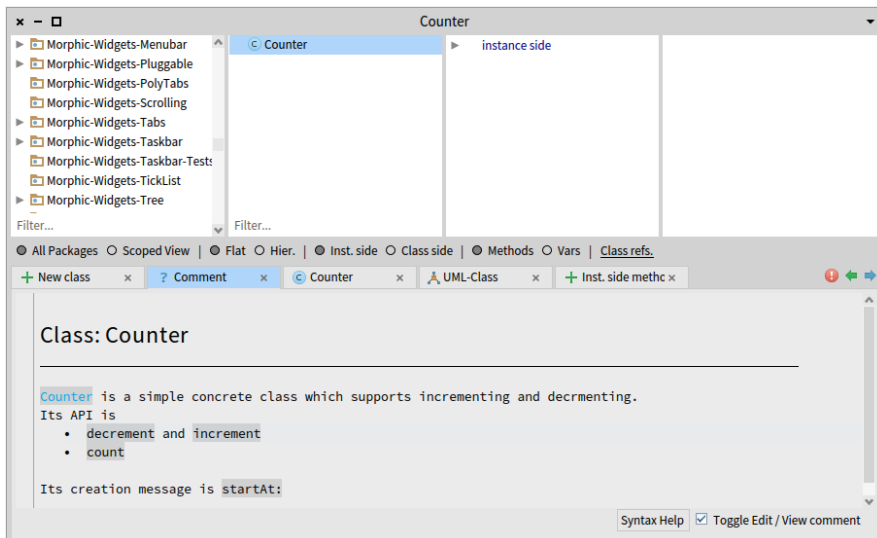 Counter
Morphic-Widgets-Menubar
Morphic-Widgets-Pluggable
Morphic-Widgets-PolyTabs
Morphic-Widgets-Scrolling
Morphic-Widgets-Tabs
Morphic-Widgets-Taskbar
Morphic-Widgets-Taskbar-Tests
Morphic-Widgets-TickList
Morphic-Widgets-Tree
Filter...
C Counter
Filter...
instance side
All Packages Scoped View | Flat Hier. | Inst. side Class side | Methods Vars | Class refs.
+ New class × ? Comment × C Counter × UML-Class × + Inst. side methc ×
Class: Counter
Counter is a simple concrete class which supports incrementing and decrmenting.
Its API is
• decrement and increment
• count
Its creation message is startAt:
Syntax Help Toggle Edit / View comment